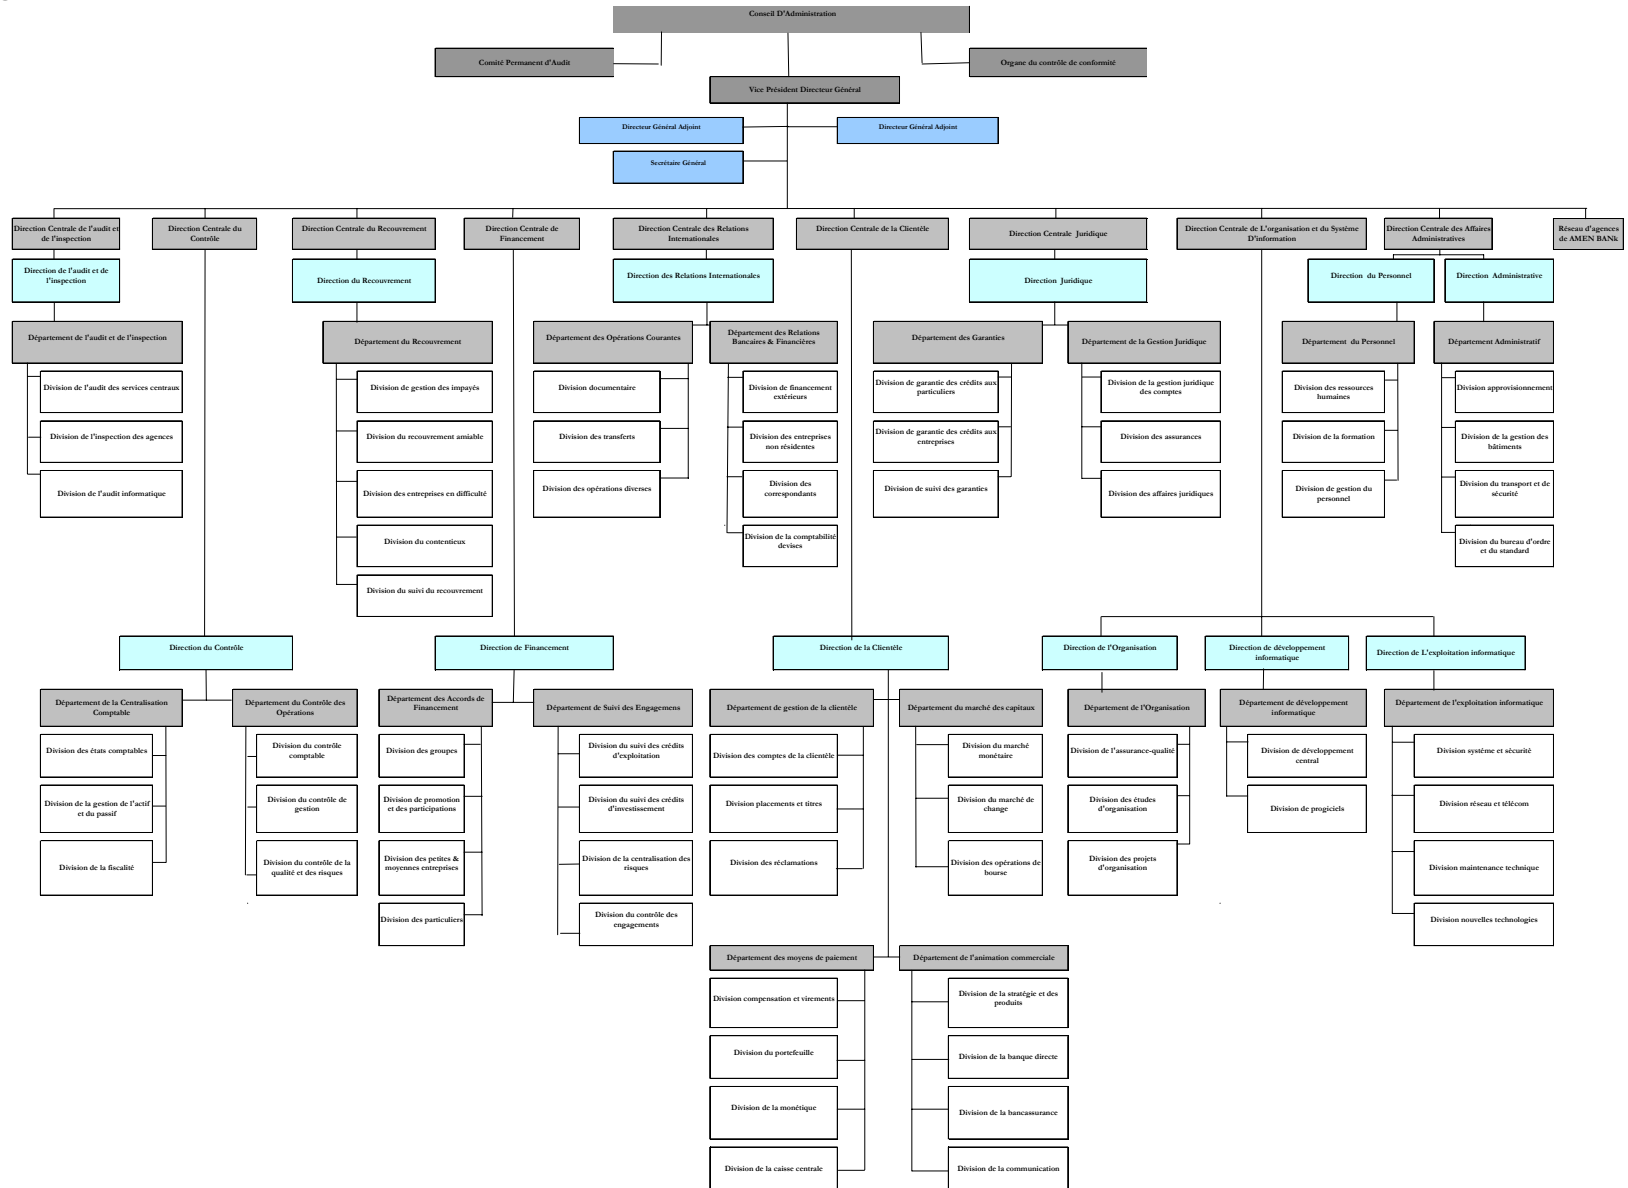 Conseil D'Administration
Comité Permanent d'Audit
Organe du contrôle de conformité
Vice Président Directeur Général
Directeur Général Adjoint
Directeur Général Adjoint
Secrétaire Général
Direction Centrale de l'audit et
de l'inspection
Direction Centrale du
Contrôle
Direction Centrale du Recouvrement
Direction Centrale de
Financement
Direction Centrale des Relations
Internationales
Direction Centrale de la Clientèle
Direction Centrale Juridique
Direction Centrale de L'organisation et du Système
D'information
Direction Centrale des Affaires
Administratives
Réseau d'agences
de AMEN BANk
Direction de l'audit et de
l'inspection
Direction du Recouvrement
Direction des Relations Internationales
Direction Juridique
Direction du Personnel
Direction Administrative
Département de l'audit et de l'inspection
Division de l'audit des services centraux
Division de l'inspection des agences
Division de l'audit informatique
Département du Recouvrement
Division de gestion des impayés
Division du recouvrement amiable
Division des entreprises en difficulté
Division du contentieux
Division du suivi du recouvrement
Département des Opérations Courantes
Division documentaire
Division des transferts
Division des opérations diverses
Département des Relations
Bancaires & Financières
Division de financement
extérieurs
Division des entreprises
non résidentes
Division des
correspondants
Division de la comptabilité
devises
Département des Garanties
Division de garantie des crédits aux
particuliers
Division de garantie des crédits aux
entreprises
Division de suivi des garanties
Département de la Gestion Juridique
Division de la gestion juridique
des comptes
Division des assurances
Division des affaires juridiques
Département du Personnel
Division des ressources
humaines
Division de la formation
Division de gestion du
personnel
Département Administratif
Division approvisionnement
Division de la gestion des
bâtiments
Division du transport et de
sécurité
Division du bureau d'ordre
et du standard
Direction du Contrôle
Direction de Financement
Direction de la Clientèle
Direction de l'Organisation
Direction de développement
informatique
Direction de L'exploitation informatique
Département de la Centralisation
Comptable
Division des états comptables
Division de la gestion de l'actif
et du passif
Division de la fiscalité
Département du Contrôle des
Opérations
Division du contrôle
comptable
Division du contrôle de
gestion
Division du contrôle de la
qualité et des risques
Département des Accords de
Financement
Division des groupes
Division de promotion
et des participations
Division des petites &
moyennes entreprises
Division des particuliers
Département de Suivi des Engagemens
Division du suivi des crédits
d'exploitation
Division du suivi des crédits
d'investissement
Division de la centralisation des
risques
Division du contrôle des
engagements
Département de gestion de la clientèle
Division des comptes de la clientèle
Division placements et titres
Division des réclamations
Département du marché des capitaux
Division du marché
monétaire
Division du marché de
change
Division des opérations de
bourse
Département de l'Organisation
Division de l'assurance-qualité
Division des études
d'organisation
Division des projets
d'organisation
Département de développement
informatique
Division de développement
central
Division de progiciels
Département de l'exploitation informatique
Division système et sécurité
Division réseau et télécom
Division maintenance technique
Division nouvelles technologies
Département des moyens de paiement
Division compensation et virements
Division du portefeuille
Division de la monétique
Division de la caisse centrale
Département de l'animation commerciale
Division de la stratégie et des
produits
Division de la banque directe
Division de la bancassurance
Division de la communication